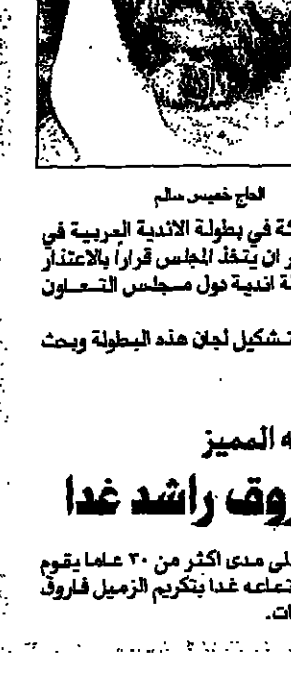 الحاج خميس سالم
كة في بطولة الاندية العربية في
ر ان يتخذ المجلس قراراً بالاعتذار
ة اندية دول مجلس التعاون
تشكيل لجان هذه البطولة وبحث
ه المميز
روق راشد غدا
لى مدى اكثر من ٣٠ عاما يقوم
تماعه غدا بتكريم الزميل فاروق
ات.